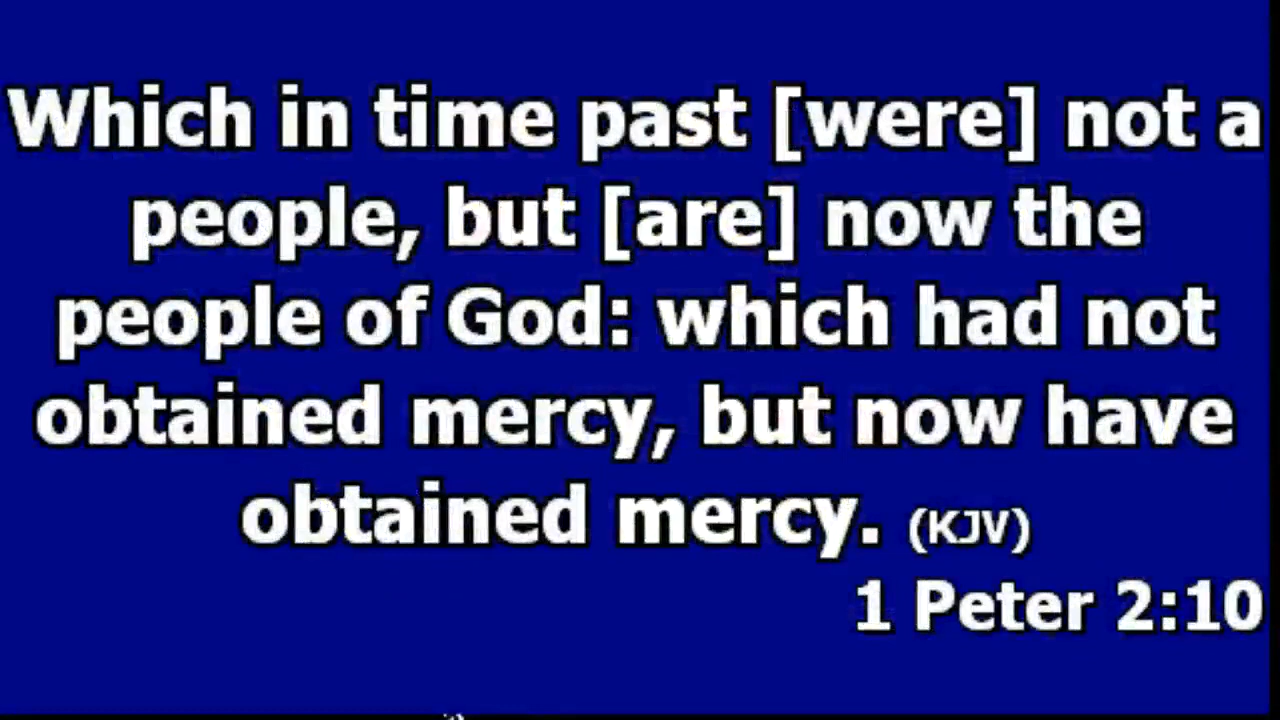 Which in time past [were] not a
people, but [are] now the
people of God: which had not
obtained mercy, but now have
obtained mercy. (KJV)
1 Peter 2:10